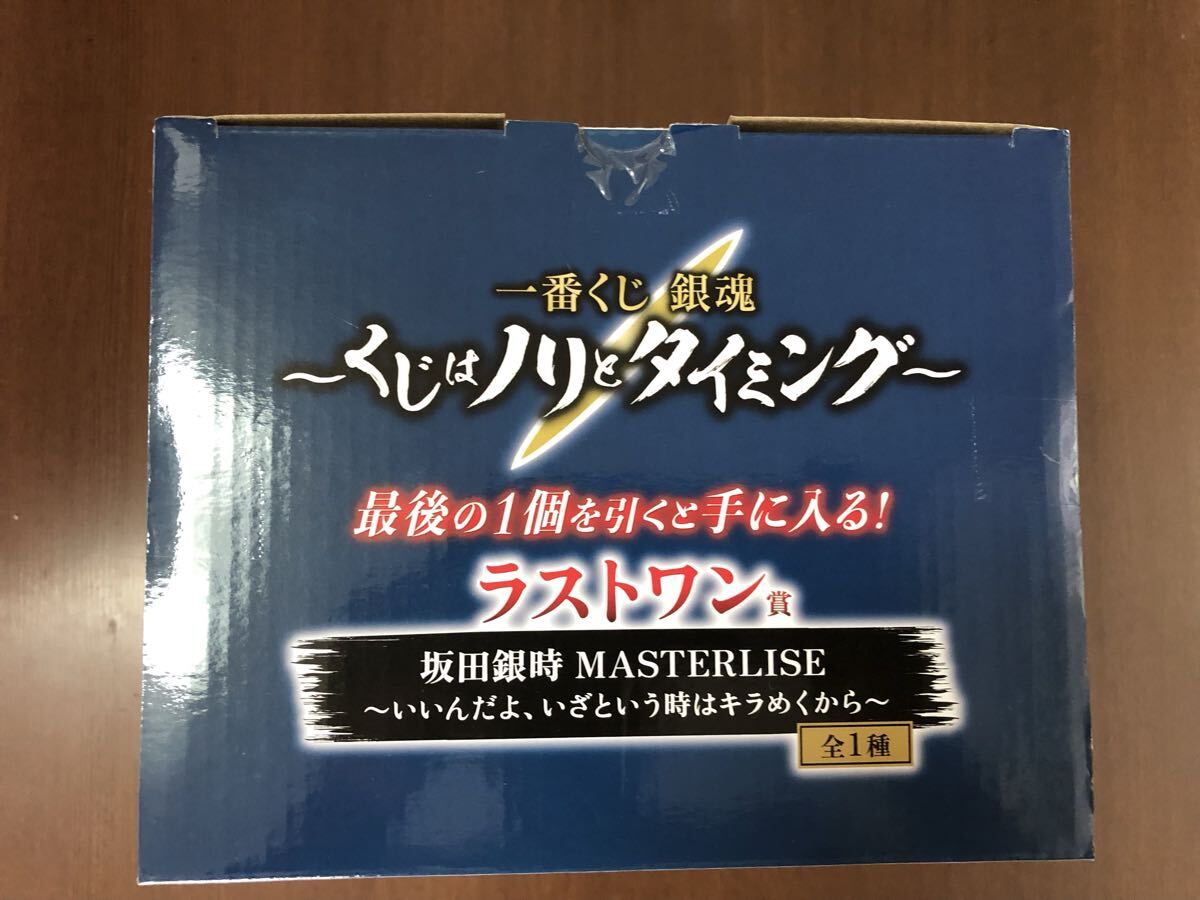 一番くじ 銀魂
～くじはノリとタイミング～
最後の1個を引くと手に入る!
ラストワン賞
坂田銀時 MASTERLISE
～いいんだよ、いざという時はキラめくから～
全1種